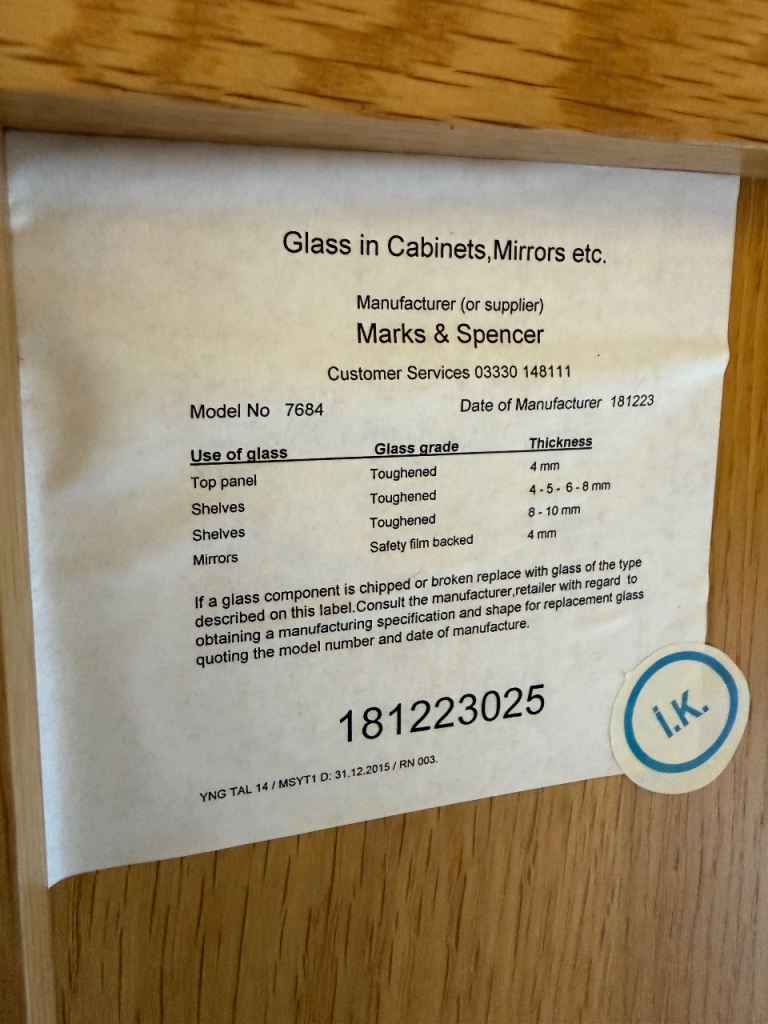 Glass in Cabinets,Mirrors etc.
Manufacturer (or supplier)
Marks & Spencer
Customer Services 03330 148111
Model No 7684 Date of Manufacturer 181223
Use of glass Glass grade Thickness
Top panel Toughened 4 mm
Shelves Toughened 4 - 5 - 6 - 8 mm
Shelves Toughened 8 - 10 mm
Mirrors Safety film backed 4 mm
If a glass component is chipped or broken replace with glass of the type
described on this label.Consult the manufacturer,retailer with regard to
obtaining a manufacturing specification and shape for replacement glass
quoting the model number and date of manufacture.
181223025
İ.K.
YNG TAL 14 / MSYT1 D: 31.12.2015 / RN 003.